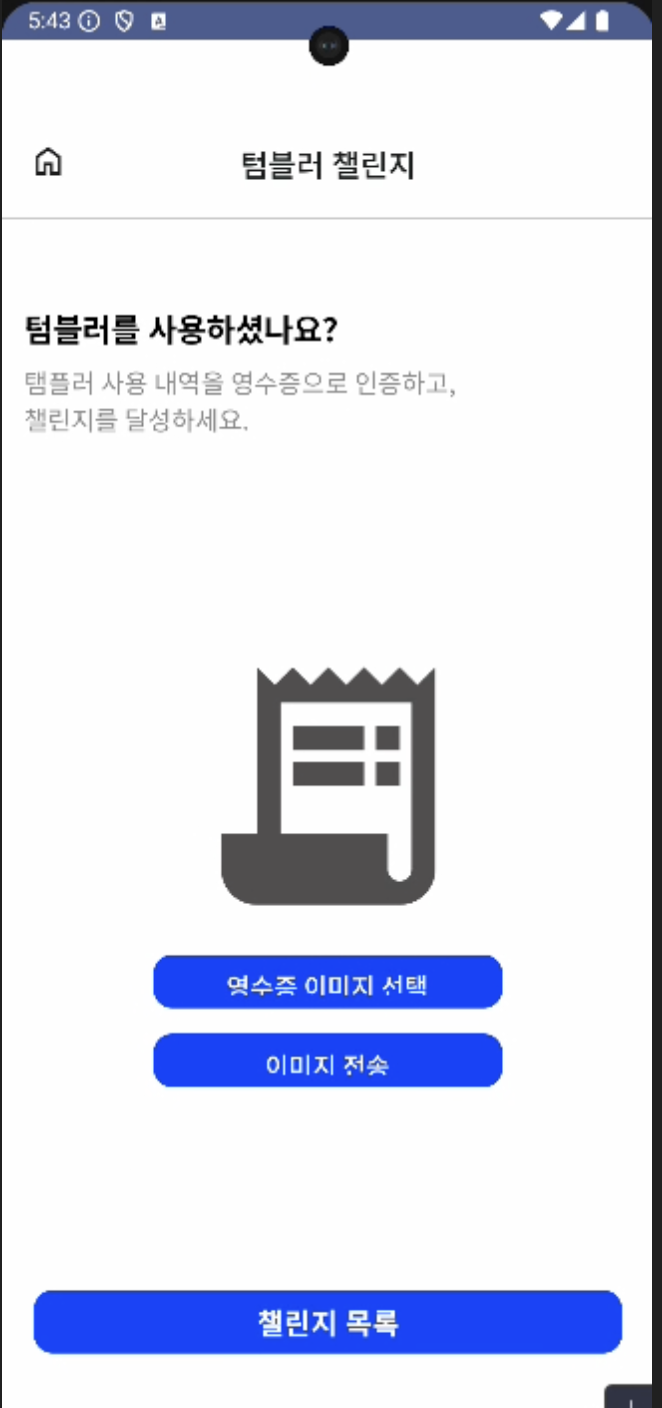 5:43
텀블러 챌린지
텀블러를 사용하셨나요?
탬플러 사용 내역을 영수증으로 인증하고,
챌린지를 달성하세요.
영수증 이미지 선택
이미지 전송
챌린지 목록